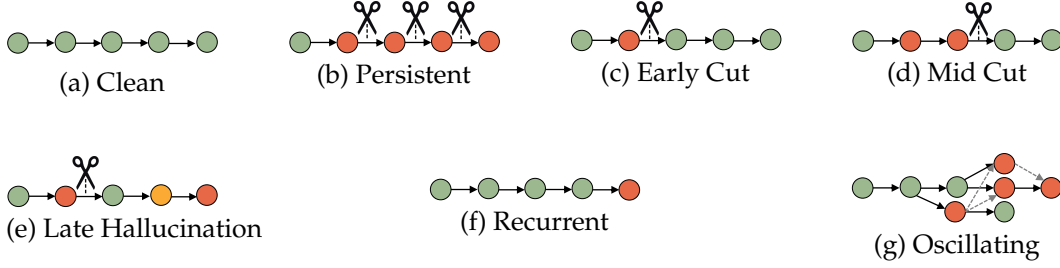 (a) Clean
(b) Persistent
(c) Early Cut
(d) Mid Cut
(e) Late Hallucination
(f) Recurrent
(g) Oscillating